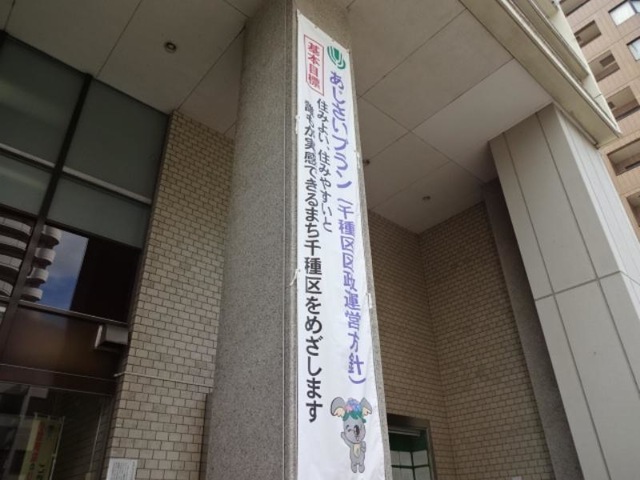 あじさいプラン（千種区区政運営方針）
基本目標
住みよい、住みやすいと
誰もが実感できるまち千種区をめざします